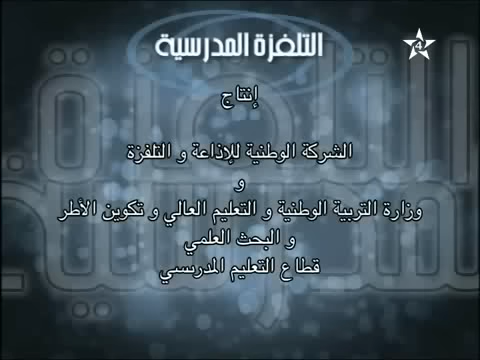 التلفزة المدرسية
4
إنتاج
الشركة الوطنية للإذاعة و التلفزة
و
وزارة التربية الوطنية و التعليم العالي و تكوين الأطر
و البحث العلمي
قطاع التعليم المدرسي